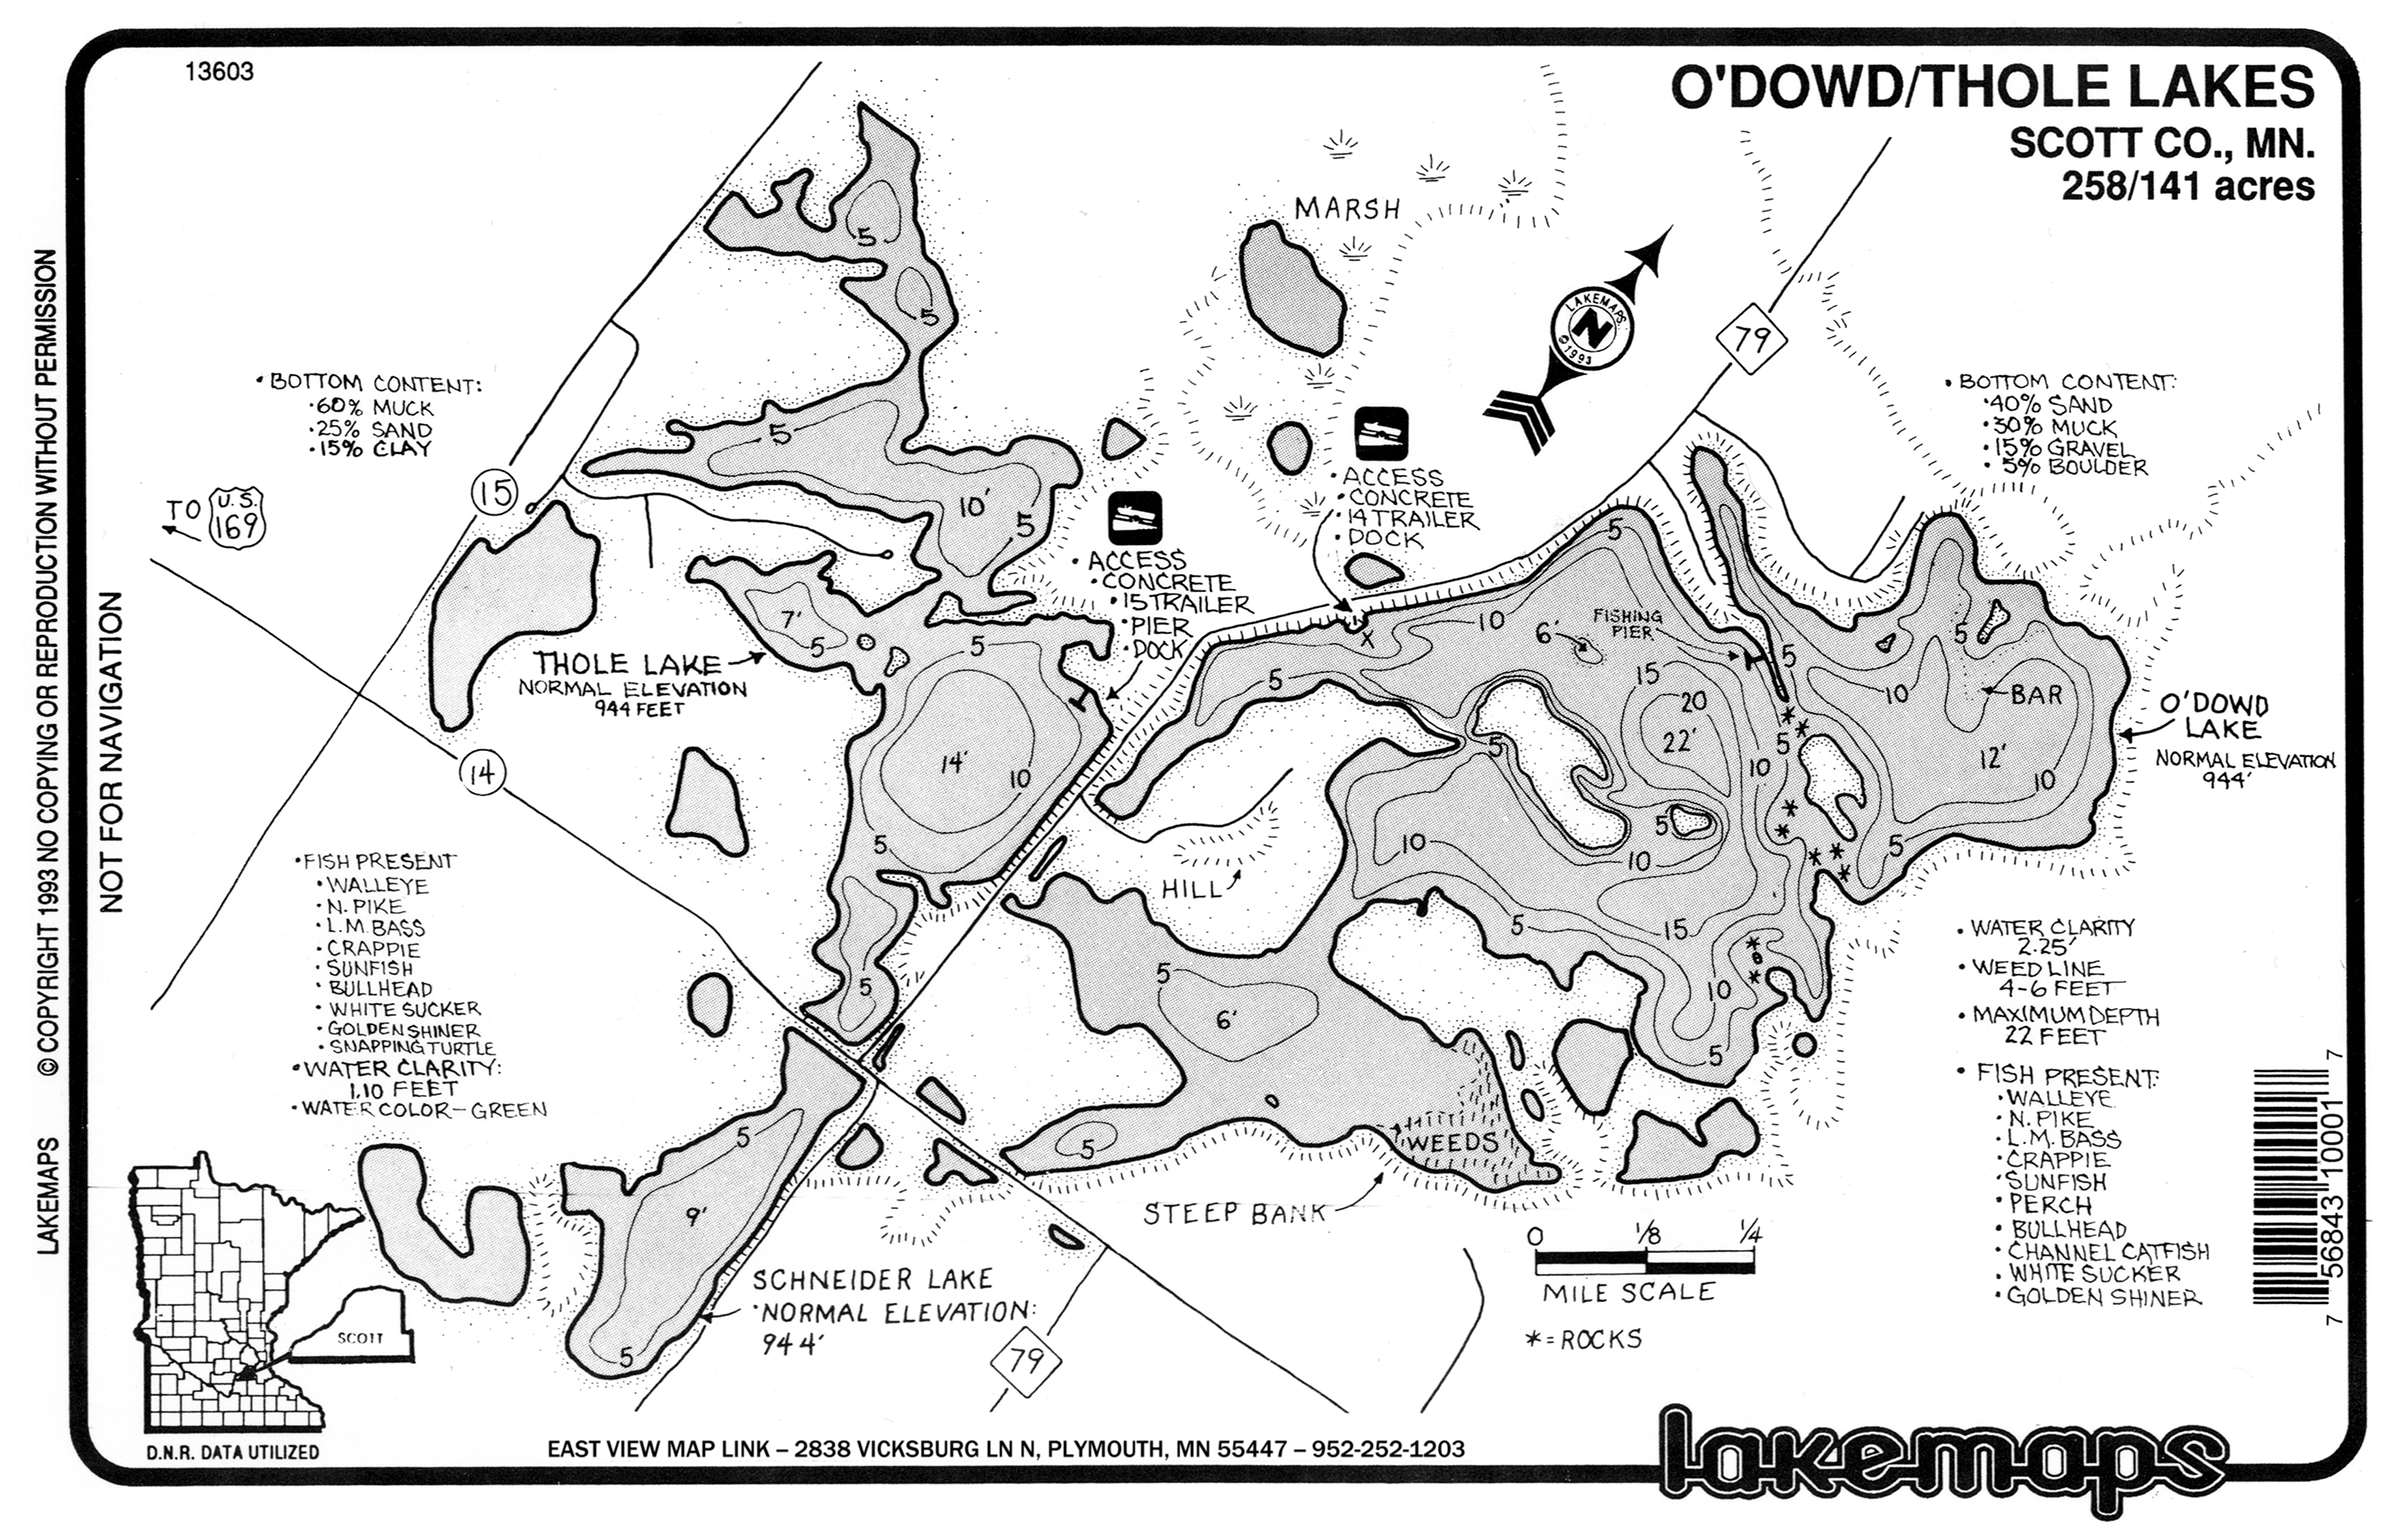 13603
O'DOWD/THOLE LAKES
SCOTT CO., MN.
258/141 acres
MARSH
LAKEMAPS
N
©1993
79
• BOTTOM CONTENT:
•60% MUCK
•25% SAND
•15% CLAY
• BOTTOM CONTENT:
•40% SAND
•30% MUCK
•15% GRAVEL
• 5% BOULDER
TO U.S. 169
15
14
5
5
5
10'
5
• ACCESS
• CONCRETE
• 14 TRAILER
• DOCK
• ACCESS
• CONCRETE
• 15 TRAILER
• PIER
• DOCK
7'
5
5
14'
10
5
5
THOLE LAKE
NORMAL ELEVATION
944 FEET
5
10
6'
FISHING
PIER
5
15
20
22'
5
5
10
5
10
BAR
12'
10
5
5
5
10
10
5
15
10
5
O'DOWD
LAKE
NORMAL ELEVATION
944'
HILL
5
6'
5
WEEDS
STEEP BANK
•FISH PRESENT
• WALLEYE
• N. PIKE
• L.M. BASS
• CRAPPIE
• SUNFISH
• BULLHEAD
• WHITE SUCKER
• GOLDEN SHINER
• SNAPPING TURTLE
•WATER CLARITY:
1.10 FEET
•WATER COLOR-GREEN
• WATER CLARITY
2.25'
• WEED LINE
4-6 FEET
• MAXIMUM DEPTH
22 FEET
• FISH PRESENT:
• WALLEYE
• N. PIKE
• L.M. BASS
• CRAPPIE
• SUNFISH
• PERCH
• BULLHEAD
• CHANNEL CATFISH
• WHITE SUCKER
• GOLDEN SHINER
5
9'
5
SCHNEIDER LAKE
•NORMAL ELEVATION:
944'
79
0 1/8 1/4
MILE SCALE
*=ROCKS
SCOTT
D.N.R. DATA UTILIZED
EAST VIEW MAP LINK – 2838 VICKSBURG LN N, PLYMOUTH, MN 55447 – 952-252-1203
lakemaps
LAKEMAPS © COPYRIGHT 1993 NO COPYING OR REPRODUCTION WITHOUT PERMISSION
NOT FOR NAVIGATION
7 56843 10001 7